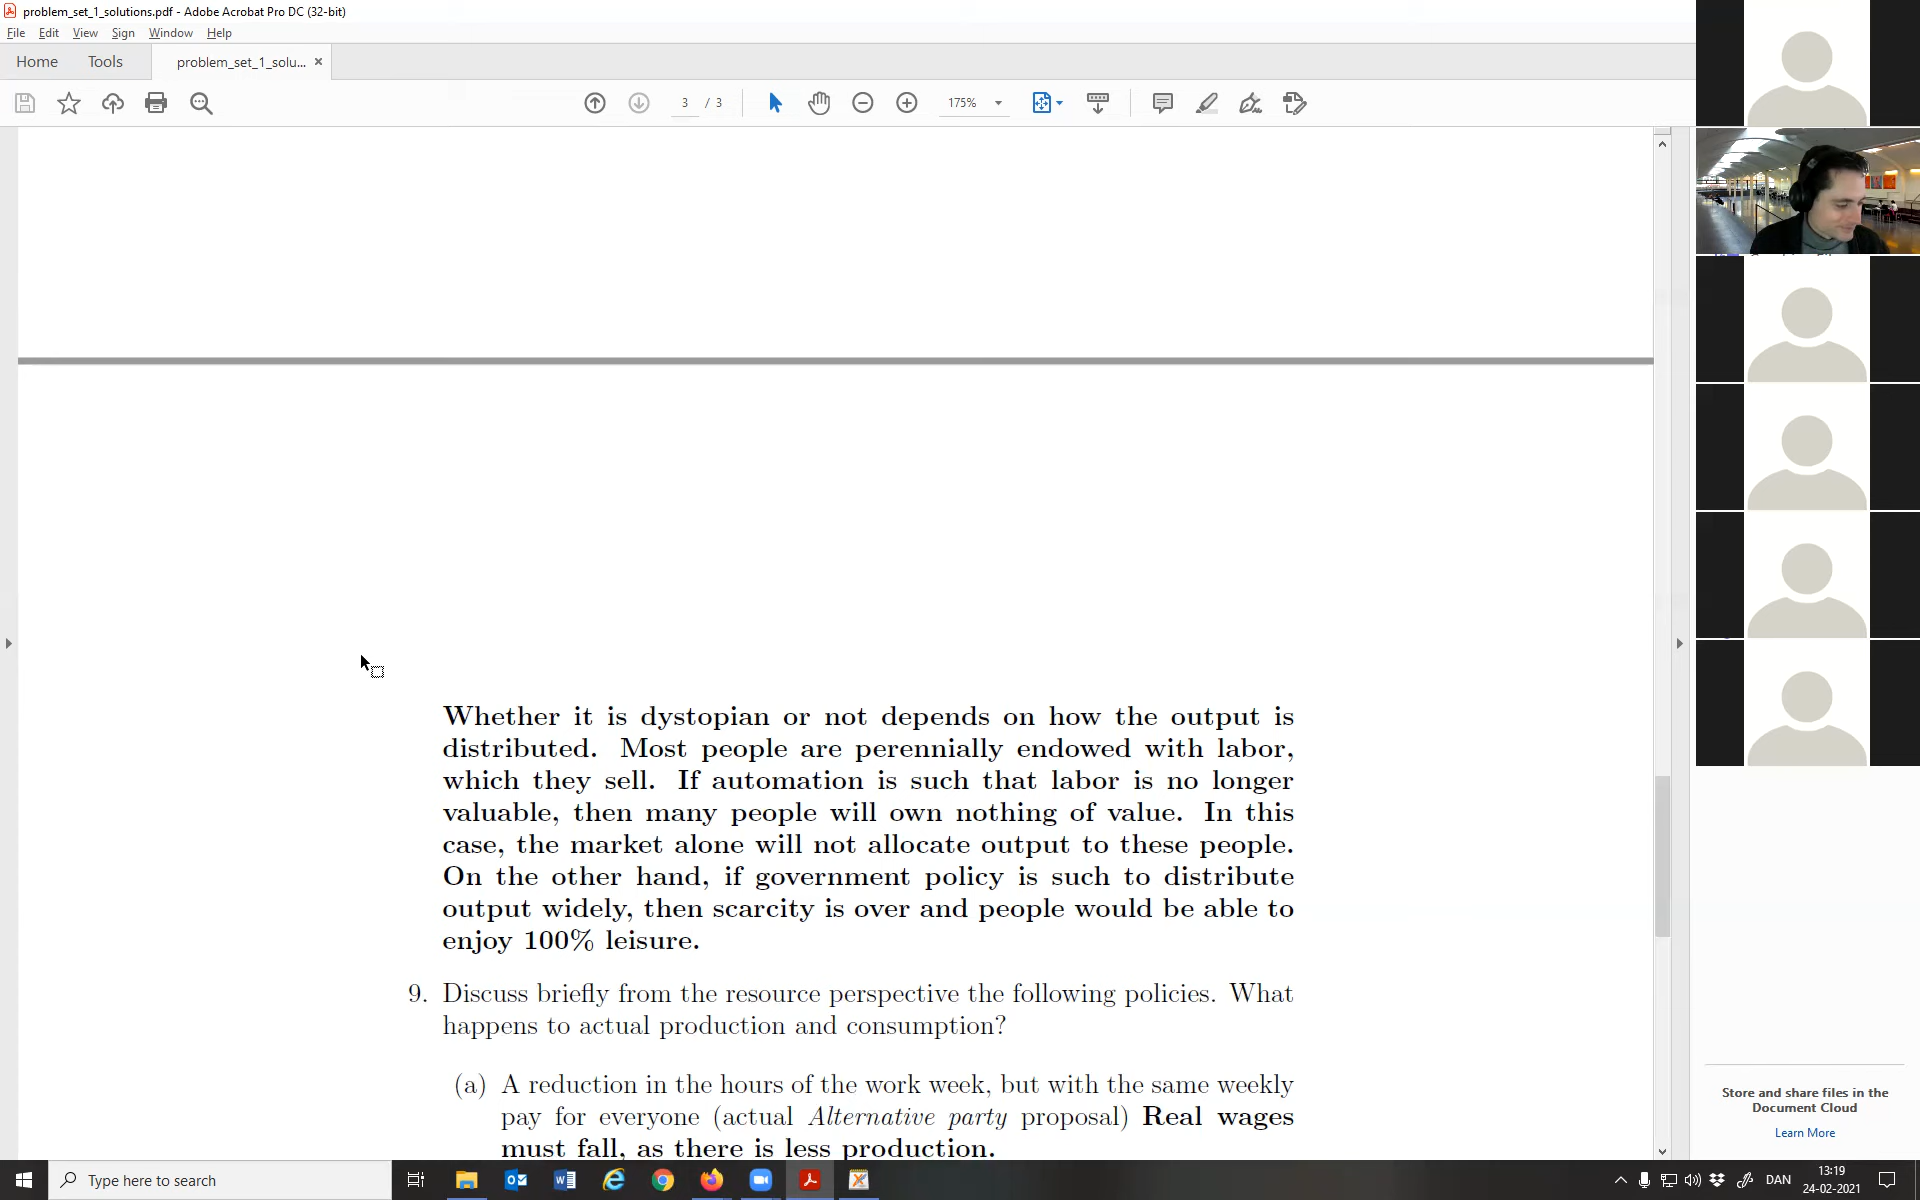 problem_set_1_solutions.pdf - Adobe Acrobat Pro DC (32-bit)
File Edit View Sign Window Help
Home Tools problem_set_1_solu... ×
3 / 3 175%
Whether it is dystopian or not depends on how the output is
distributed. Most people are perennially endowed with labor,
which they sell. If automation is such that labor is no longer
valuable, then many people will own nothing of value. In this
case, the market alone will not allocate output to these people.
On the other hand, if government policy is such to distribute
output widely, then scarcity is over and people would be able to
enjoy 100% leisure.
9. Discuss briefly from the resource perspective the following policies. What
happens to actual production and consumption?
(a) A reduction in the hours of the work week, but with the same weekly
pay for everyone (actual Alternative party proposal) Real wages
must fall, as there is less production.
Store and share files in the
Document Cloud
Learn More
Type here to search
DAN
13:19
24-02-2021